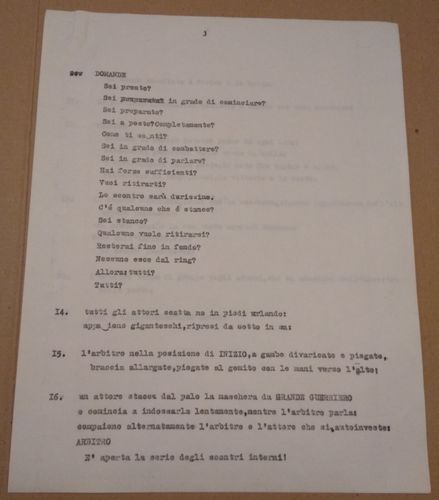 3
sow DOMANDE
Sei pronto?
Sei in grado di cominciare?
Sei preparato?
Sei a posto?Completamente?
Come ti se_nti?
Sei in grado di combattere?
Sei in grado di parlare?
Hai forze sufficienti?
Vuoi ritirarti?
Lo scontro sarà durissimo.
C'é qualcuno che é stanco?
Sei stanco?
Qualcuno vuole ritirarsi?
Resterai fino in fondo?
Nessuno esce dal ring?
Allora:tutti?
Tutti?
I4. tutti gli attori scatta no in piedi urlando:
appa_iono giganteschi,ripresi da sotto in su:
I5. l'arbitro nella posizione di INIZIO,a gambe divaricate e piegate,
braccia allargate,piegate al gomito con le mani verso l'alto:
I6. un attore stacca dal palo la maschera da GRANDE GUERRIERO
e comincia a indossarla lentamente,mentre l'arbitro parla:
compaiono alternatamente l'arbitro e l'attore che si,autoinveste:
ARBITRO
E' aperta la serie degli scontri interni!